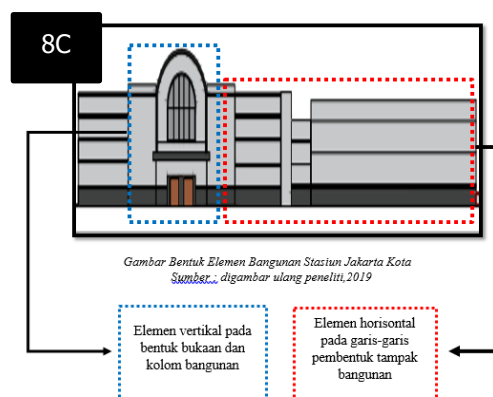 8C
Gambar Bentuk Elemen Bangunan Stasiun Jakarta Kota
Sumber : digambar ulang peneliti,2019
Elemen vertikal pada
bentuk bukaan dan
kolom bangunan
Elemen horisontal
pada garis-garis
pembentuk tampak
bangunan